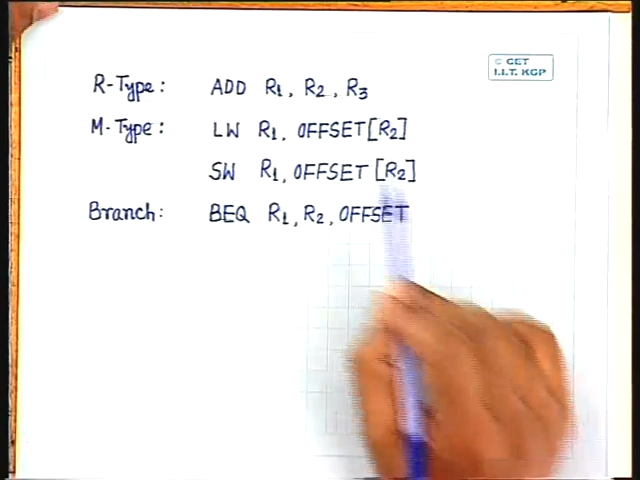 © CET
I.I.T. KGP
R-Type: ADD R1, R2, R3
M-Type: LW R1, OFFSET[R2]
SW R1, OFFSET[R2]
Branch: BEQ R1, R2, OFFSET